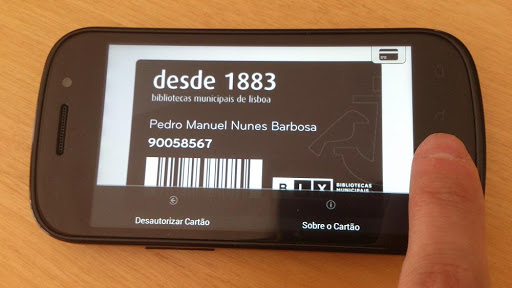 desde 1883
bibliotecas municipais de lisboa
Pedro Manuel Nunes Barbosa
90058567
BLX BIBLIOTECAS
MUNICIPAIS
Desautorizar Cartão
Sobre o Cartão